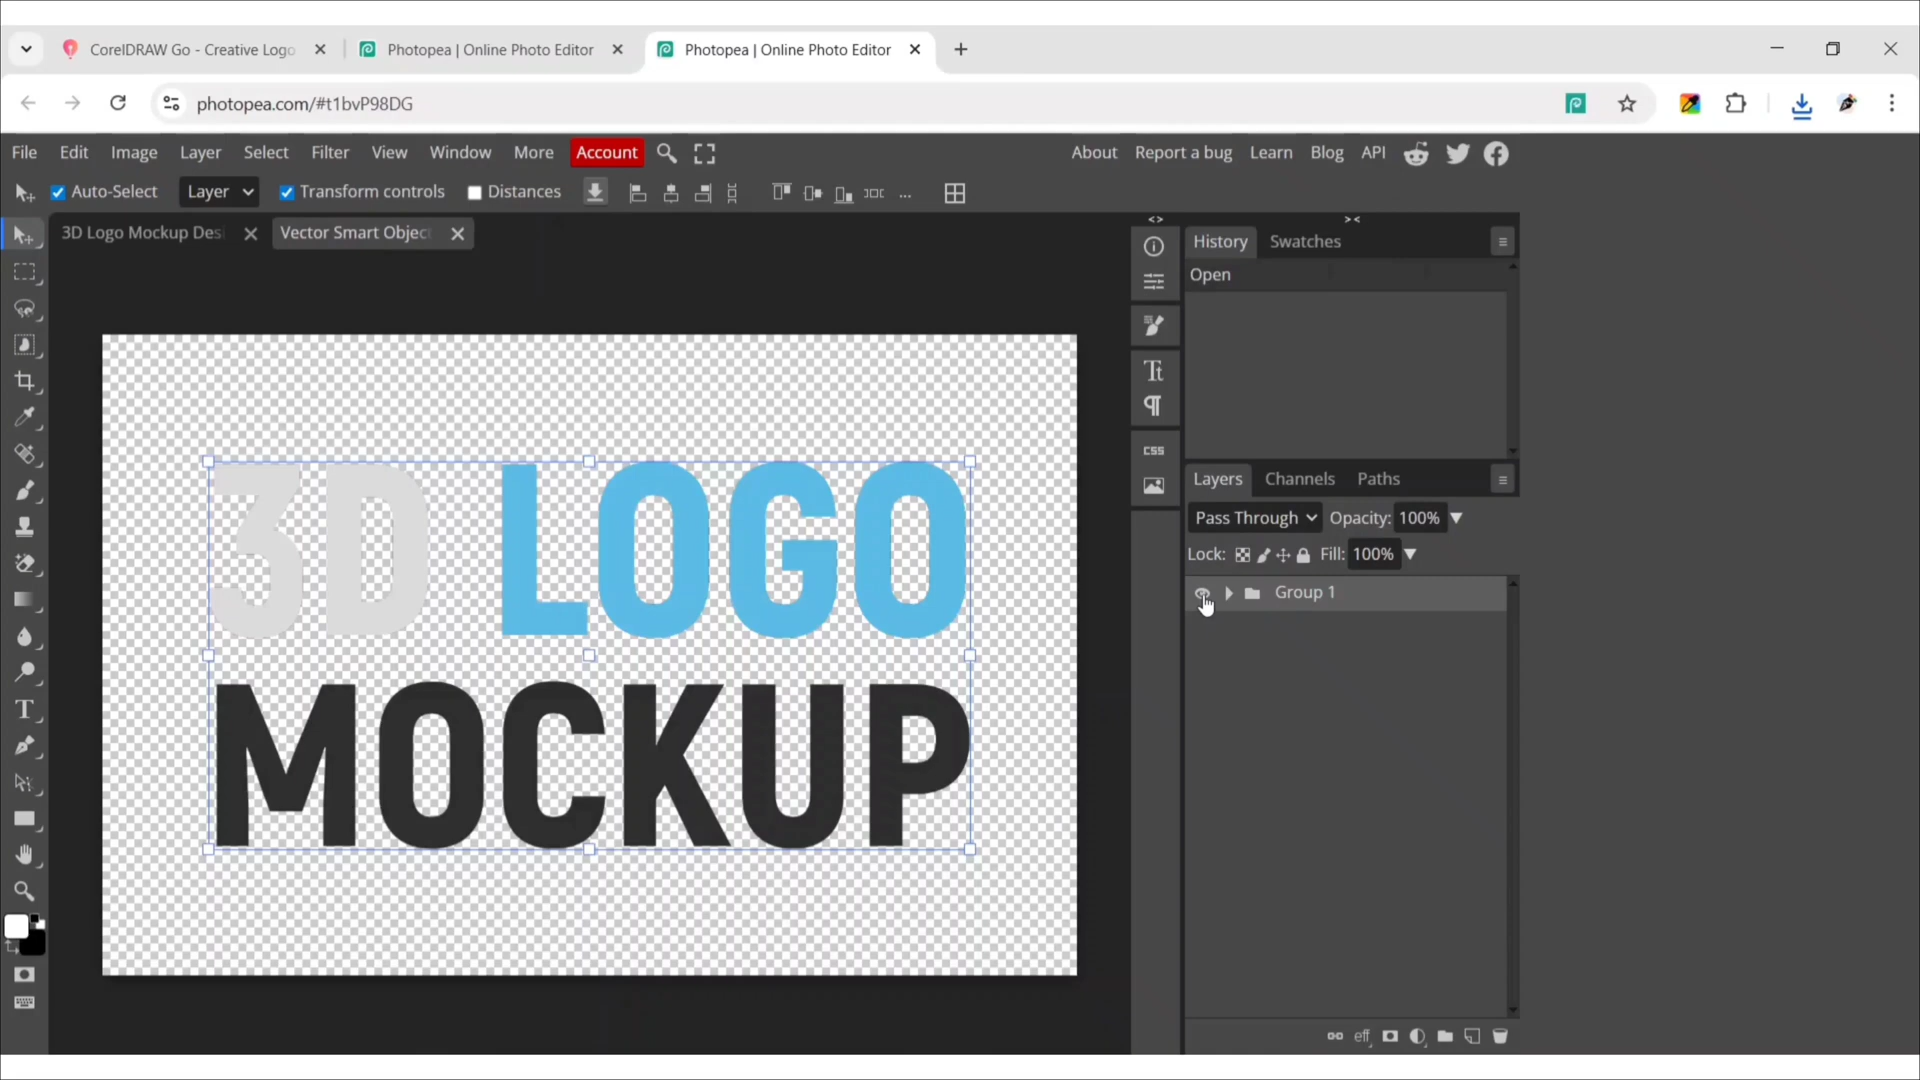 CorelDRAW Go - Creative Logo
Photopea | Online Photo Editor
Photopea | Online Photo Editor
photopea.com/#t1bvP98DG
File Edit Image Layer Select Filter View Window More Account
About Report a bug Learn Blog API
Auto-Select Layer Transform controls Distances ...
3D Logo Mockup Des
Vector Smart Objec
History Swatches
Open
3D LOGO
MOCKUP
CSS
Layers Channels Paths
Pass Through Opacity: 100%
Lock: Fill: 100%
Group 1
eff